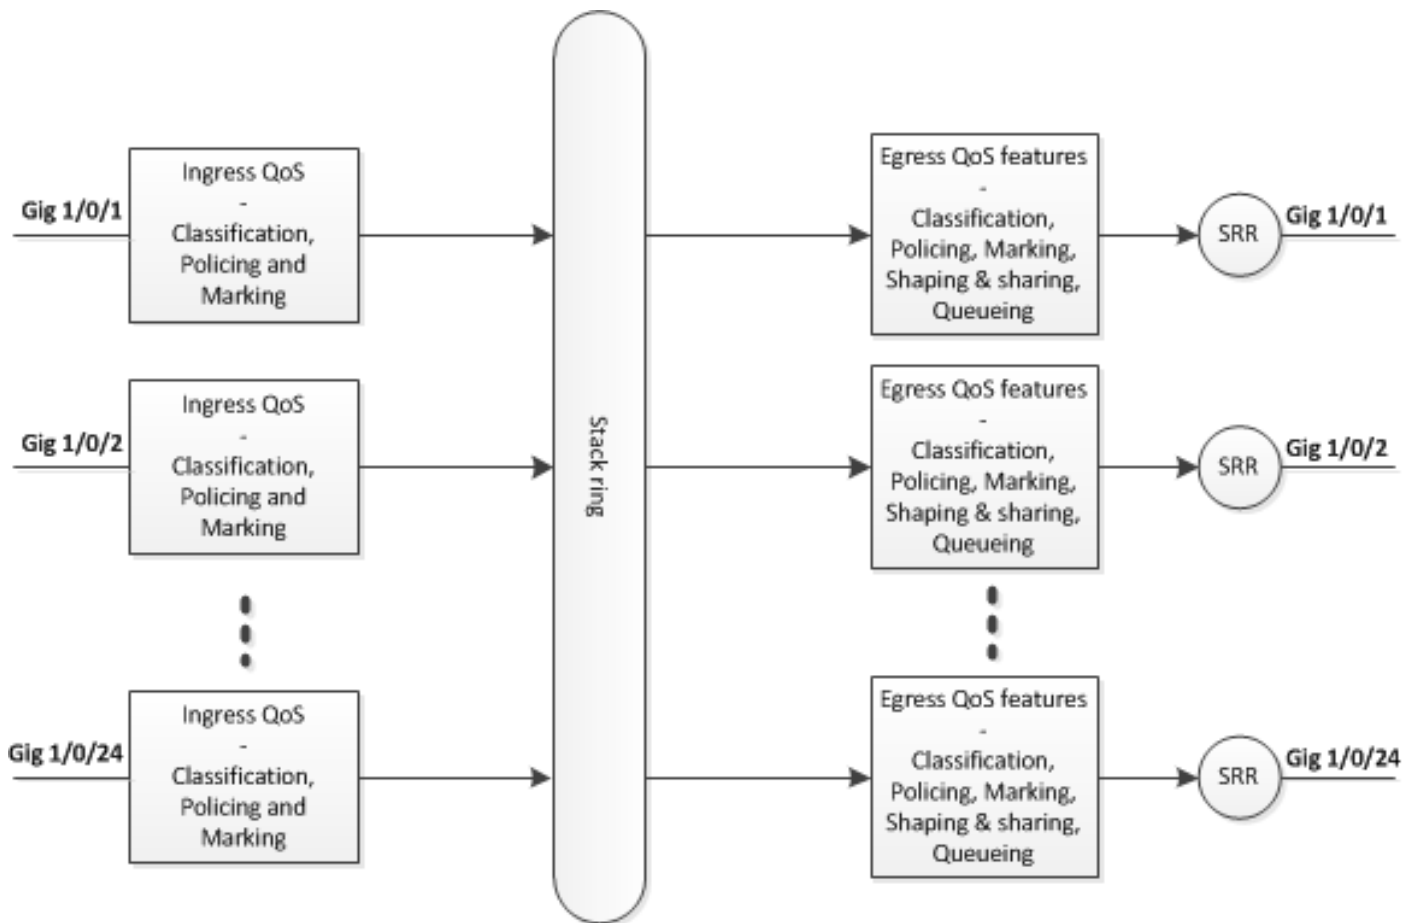 Gig 1/0/1
Ingress QoS
-
Classification,
Policing and
Marking
Egress QoS features
-
Classification,
Policing, Marking,
Shaping & sharing,
Queueing
SRR
Gig 1/0/1
Gig 1/0/2
Ingress QoS
-
Classification,
Policing and
Marking
Stack ring
Egress QoS features
-
Classification,
Policing, Marking,
Shaping & sharing,
Queueing
SRR
Gig 1/0/2
Gig 1/0/24
Ingress QoS
-
Classification,
Policing and
Marking
Egress QoS features
-
Classification,
Policing, Marking,
Shaping & sharing,
Queueing
SRR
Gig 1/0/24